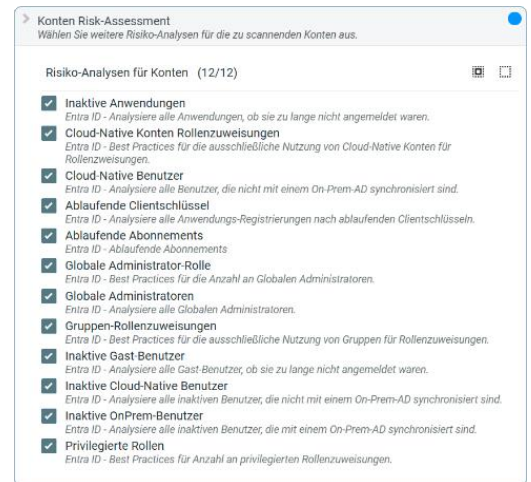 Konten Risk-Assessment
Wählen Sie weitere Risiko-Analysen für die zu scannenden Konten aus.
Risiko-Analysen für Konten (12/12)
Inaktive Anwendungen
Entra ID - Analysiere alle Anwendungen, ob sie zu lange nicht angemeldet waren.
Cloud-Native Konten Rollenzuweisungen
Entra ID - Best Practices für die ausschließliche Nutzung von Cloud-Native Konten für
Rollenzuweisungen.
Cloud-Native Benutzer
Entra ID - Analysiere alle Benutzer, die nicht mit einem On-Prem-AD synchronisiert sind.
Ablaufende Clientschlüssel
Entra ID - Analysiere alle Anwendungs-Registrierungen nach ablaufenden Clientschlüsseln.
Ablaufende Abonnements
Entra ID - Ablaufende Abonnements
Globale Administrator-Rolle
Entra ID - Best Practices für die Anzahl an Globalen Administratoren.
Globale Administratoren
Entra ID - Analysiere alle Globalen Administratoren.
Gruppen-Rollenzuweisungen
Entra ID - Best Practices für die ausschließliche Nutzung von Gruppen für Rollenzuweisungen.
Inaktive Gast-Benutzer
Entra ID - Analysiere alle Gast-Benutzer, ob sie zu lange nicht angemeldet waren.
Inaktive Cloud-Native Benutzer
Entra ID - Analysiere alle inaktiven Benutzer, die nicht mit einem On-Prem-AD synchronisiert sind.
Inaktive OnPrem-Benutzer
Entra ID - Analysiere alle inaktiven Benutzer, die mit einem On-Prem-AD synchronisiert sind.
Privilegierte Rollen
Entra ID - Best Practices für Anzahl an privilegierten Rollenzuweisungen.